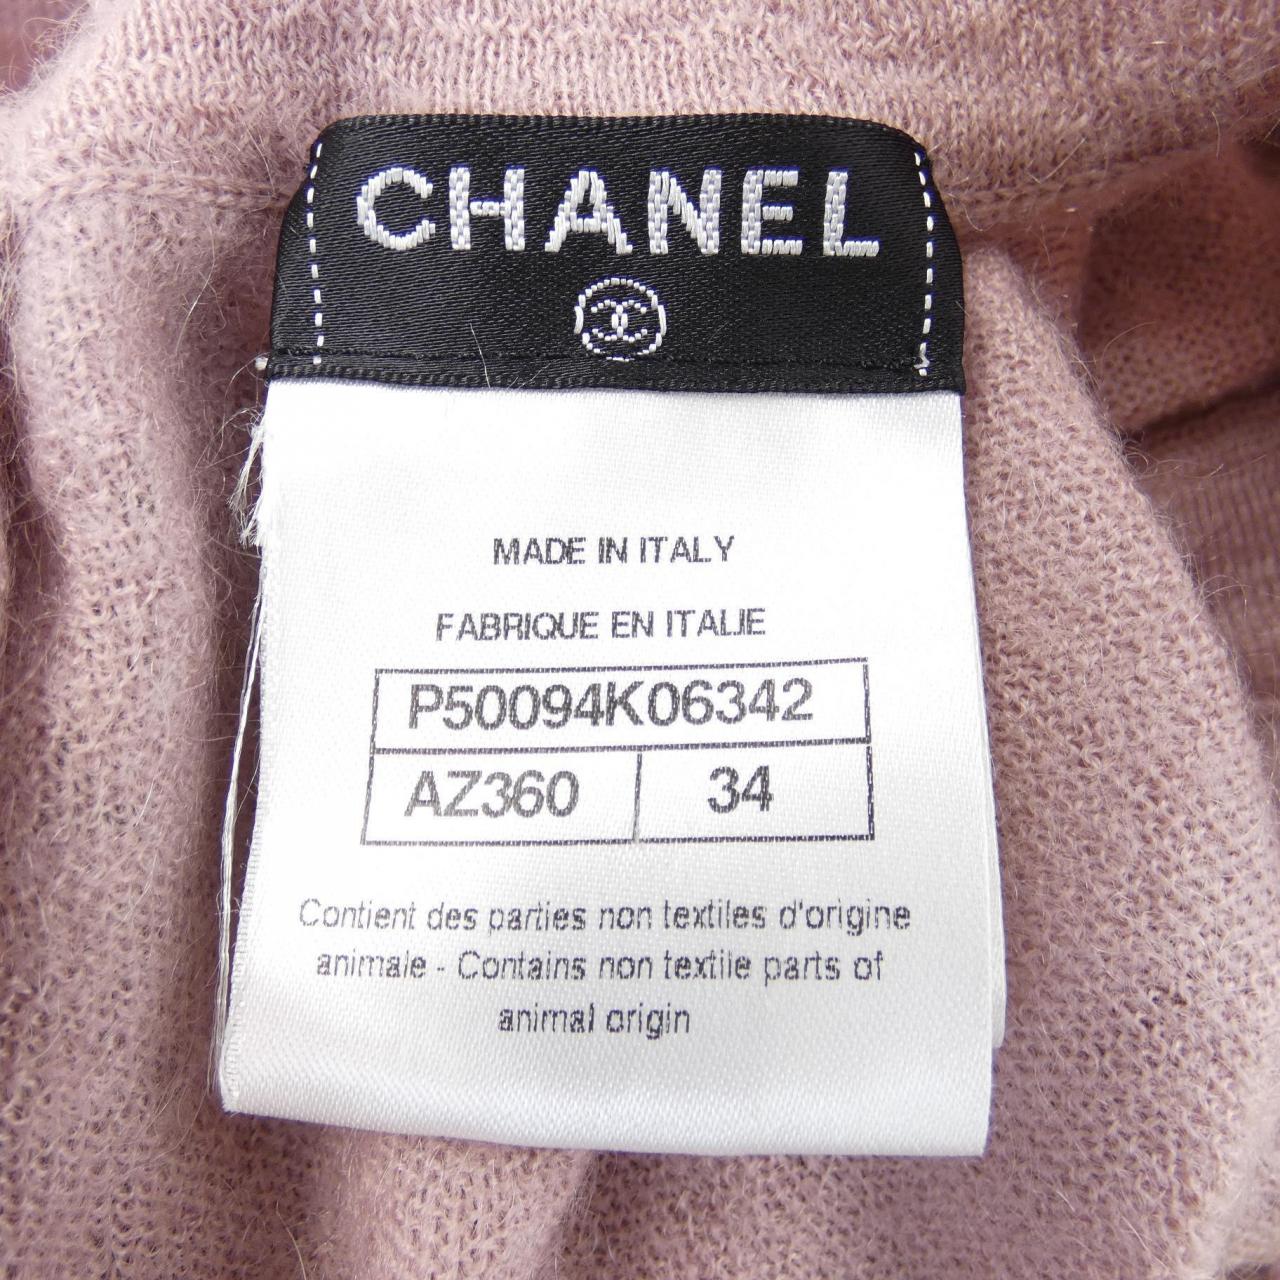 CHANEL
MADE IN ITALY
FABRIQUE EN ITALIE
P50094K06342
AZ360 34
Contient des parties non textiles d'origine
animale - Contains non textile parts of
animal origin